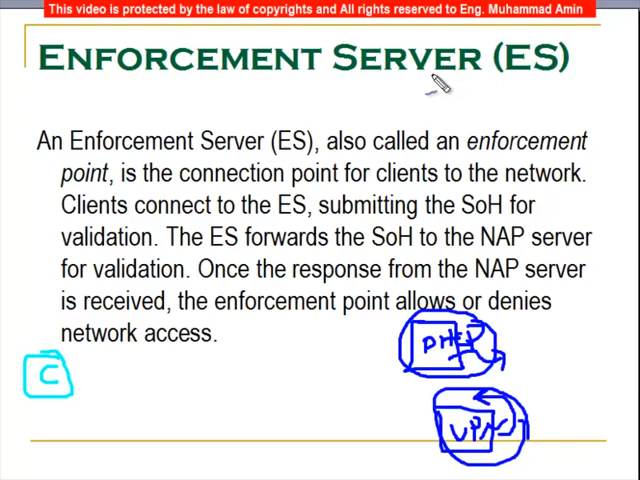 This video is protected by the law of copyrights and All rights reserved to Eng. Muhammad Amin
ENFORCEMENT SERVER (ES)
An Enforcement Server (ES), also called an enforcement
point, is the connection point for clients to the network.
Clients connect to the ES, submitting the SoH for
validation. The ES forwards the SoH to the NAP server
for validation. Once the response from the NAP server
is received, the enforcement point allows or denies
network access.
DHCP
C
VPN